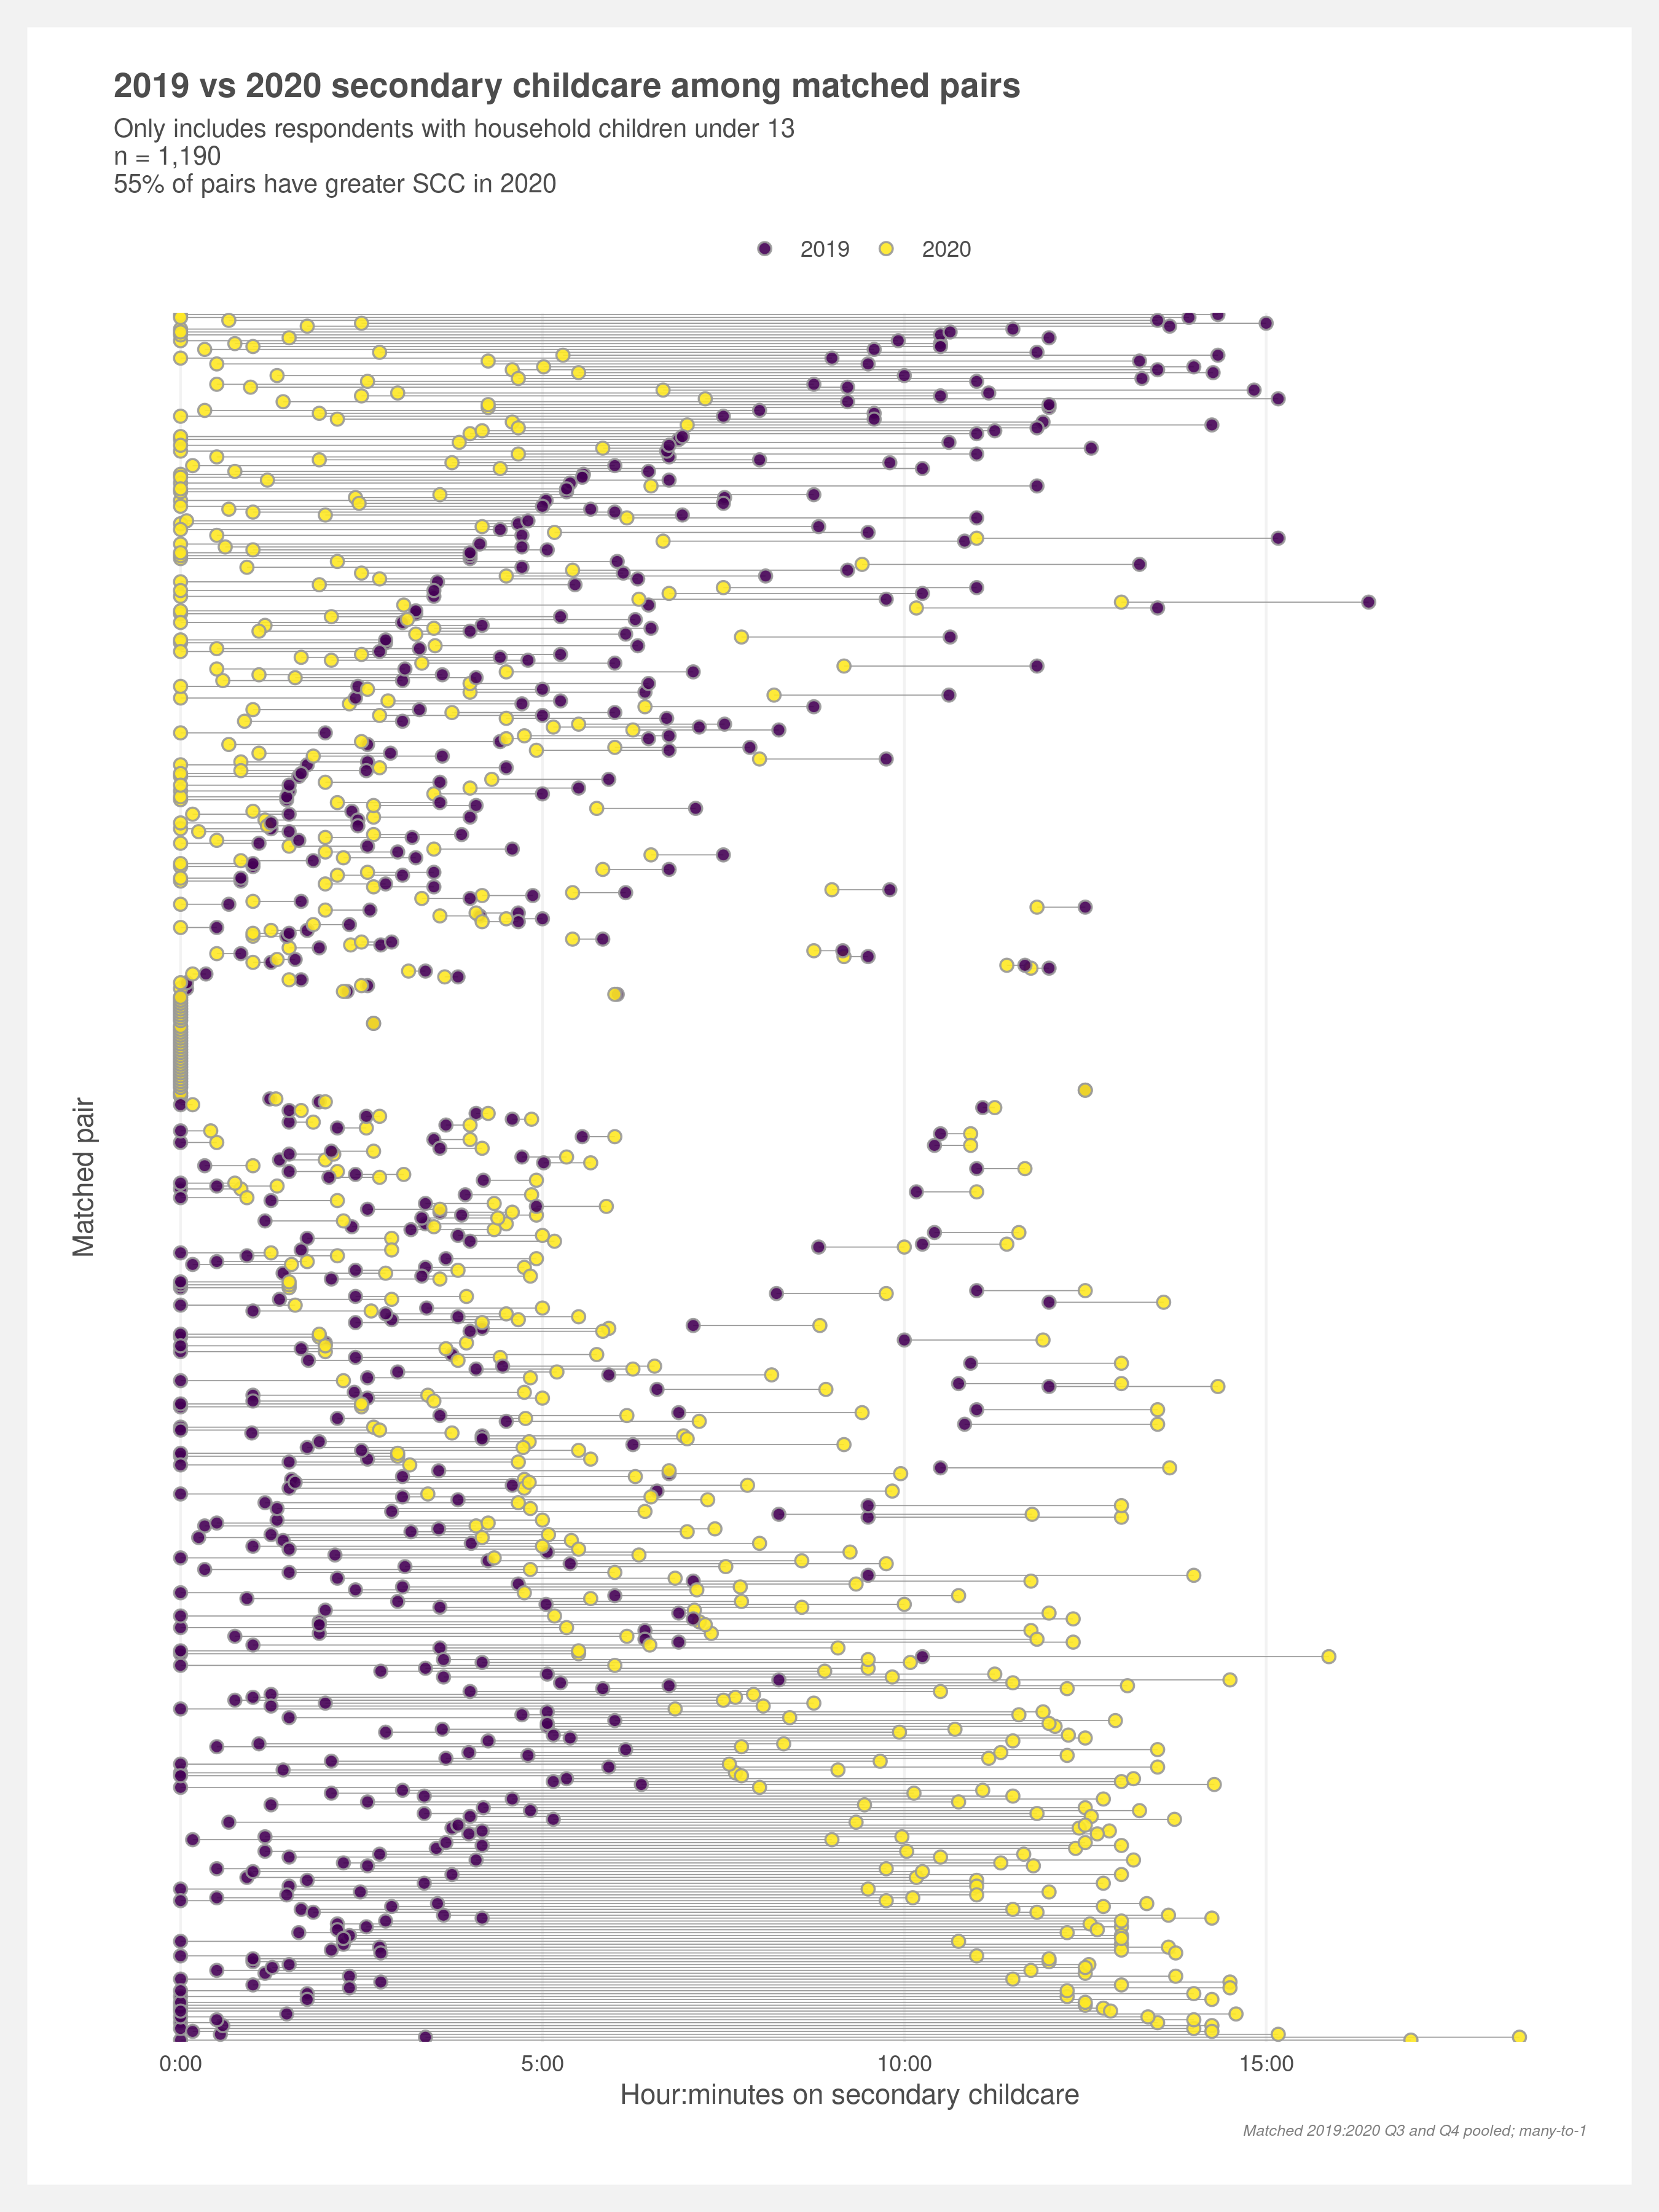 2019 vs 2020 secondary childcare among matched pairs
Only includes respondents with household children under 13
n = 1,190
55% of pairs have greater SCC in 2020
2019 2020
Matched pair
0:00 5:00 10:00 15:00
Hour:minutes on secondary childcare
Matched 2019:2020 Q3 and Q4 pooled; many-to-1